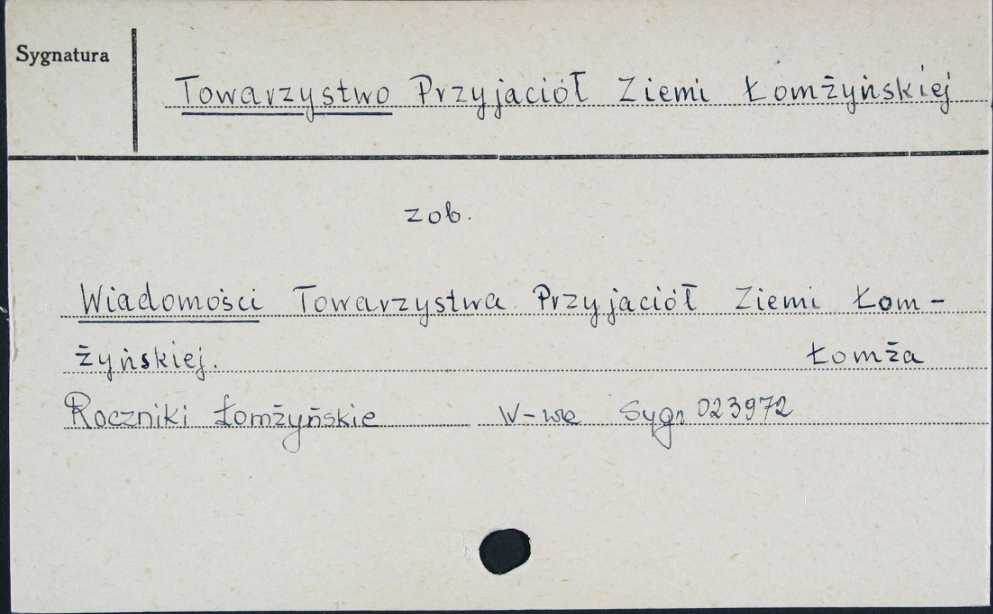 Sygnatura
Towarzystwo Przyjaciół Ziemi Łomżyńskiej
zob.
Wiadomości Towarzystwa Przyjaciół Ziemi Łom-
żyńskiej. Łomża
Roczniki Łomżyńskie W-we Sygn 023972